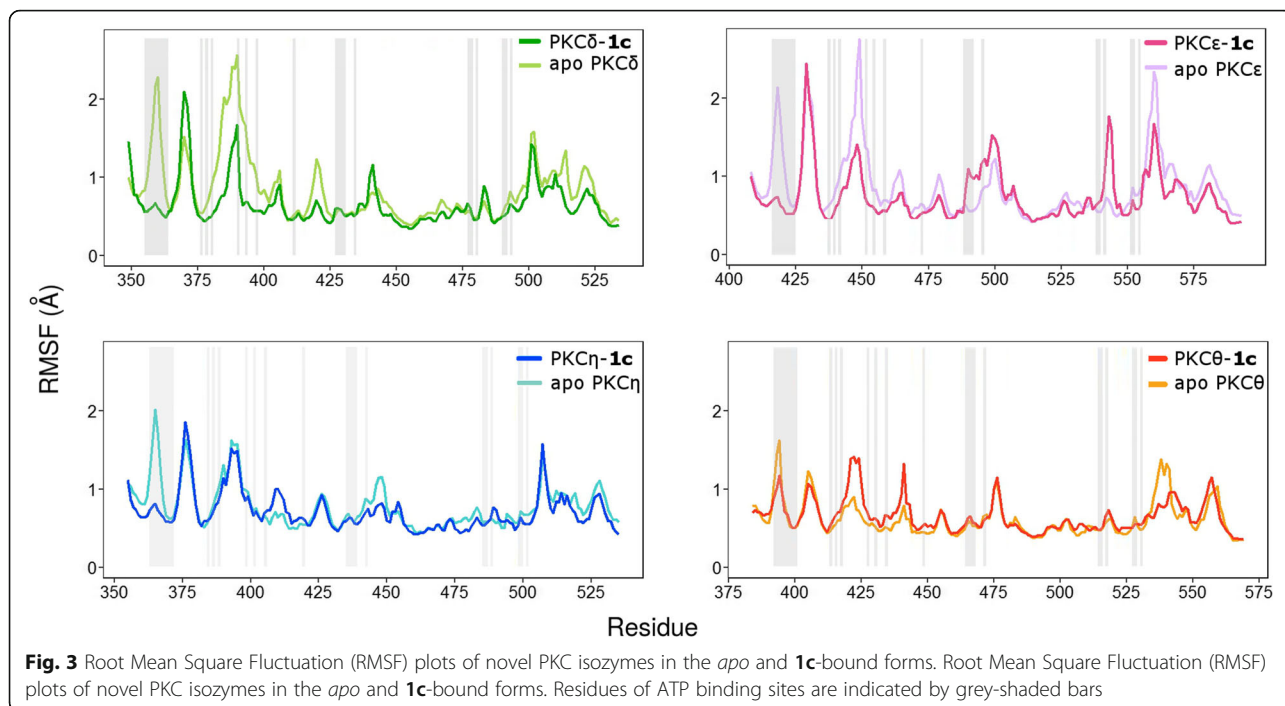 PKCδ-1c
apo PKCδ
2
1
0
350 375 400 425 450 475 500 525
PKCε-1c
apo PKCε
2
1
0
425 450 475 500 525 550 575
RMSF (Å)
PKCη-1c
apo PKCη
2
1
0
350 375 400 425 450 475 500 525
PKCθ-1c
apo PKCθ
2
1
0
375 400 425 450 475 500 525 550 575
Residue
Fig. 3 Root Mean Square Fluctuation (RMSF) plots of novel PKC isozymes in the apo and 1c-bound forms. Root Mean Square Fluctuation (RMSF)
plots of novel PKC isozymes in the apo and 1c-bound forms. Residues of ATP binding sites are indicated by grey-shaded bars